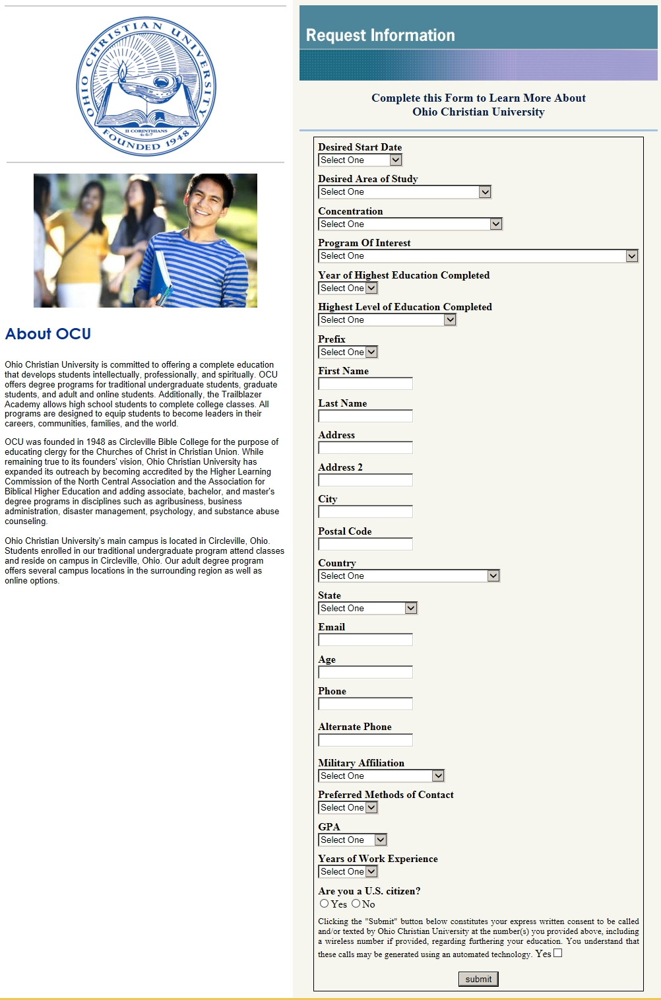 OHIO CHRISTIAN UNIVERSITY
II CORINTHIANS
4: 6-7
FOUNDED 1948
About OCU
Ohio Christian University is committed to offering a complete education
that develops students intellectually, professionally, and spiritually. OCU
offers degree programs for traditional undergraduate students, graduate
students, and adult and online students. Additionally, the Trailblazer
Academy allows high school students to complete college classes. All
programs are designed to equip students to become leaders in their
careers, communities, families, and the world.
OCU was founded in 1948 as Circleville Bible College for the purpose of
educating clergy for the Churches of Christ in Christian Union. While
remaining true to its founders' vision, Ohio Christian University has
expanded its outreach by becoming accredited by the Higher Learning
Commission of the North Central Association and the Association for
Biblical Higher Education and adding associate, bachelor, and master's
degree programs in disciplines such as agribusiness, business
administration, disaster management, psychology, and substance abuse
counseling.
Ohio Christian University's main campus is located in Circleville, Ohio.
Students enrolled in our traditional undergraduate program attend classes
and reside on campus in Circleville, Ohio. Our adult degree program
offers several campus locations in the surrounding region as well as
online options.
Request Information
Complete this Form to Learn More About
Ohio Christian University
Desired Start Date
Select One
Desired Area of Study
Select One
Concentration
Select One
Program Of Interest
Select One
Year of Highest Education Completed
Select One
Highest Level of Education Completed
Select One
Prefix
Select One
First Name
Last Name
Address
Address 2
City
Postal Code
Country
Select One
State
Select One
Email
Age
Phone
Alternate Phone
Military Affiliation
Select One
Preferred Methods of Contact
Select One
GPA
Select One
Years of Work Experience
Select One
Are you a U.S. citizen?
Yes No
Clicking the "Submit" button below constitutes your express written consent to be called
and/or texted by Ohio Christian University at the number(s) you provided above, including
a wireless number if provided, regarding furthering your education. You understand that
these calls may be generated using an automated technology. Yes
submit